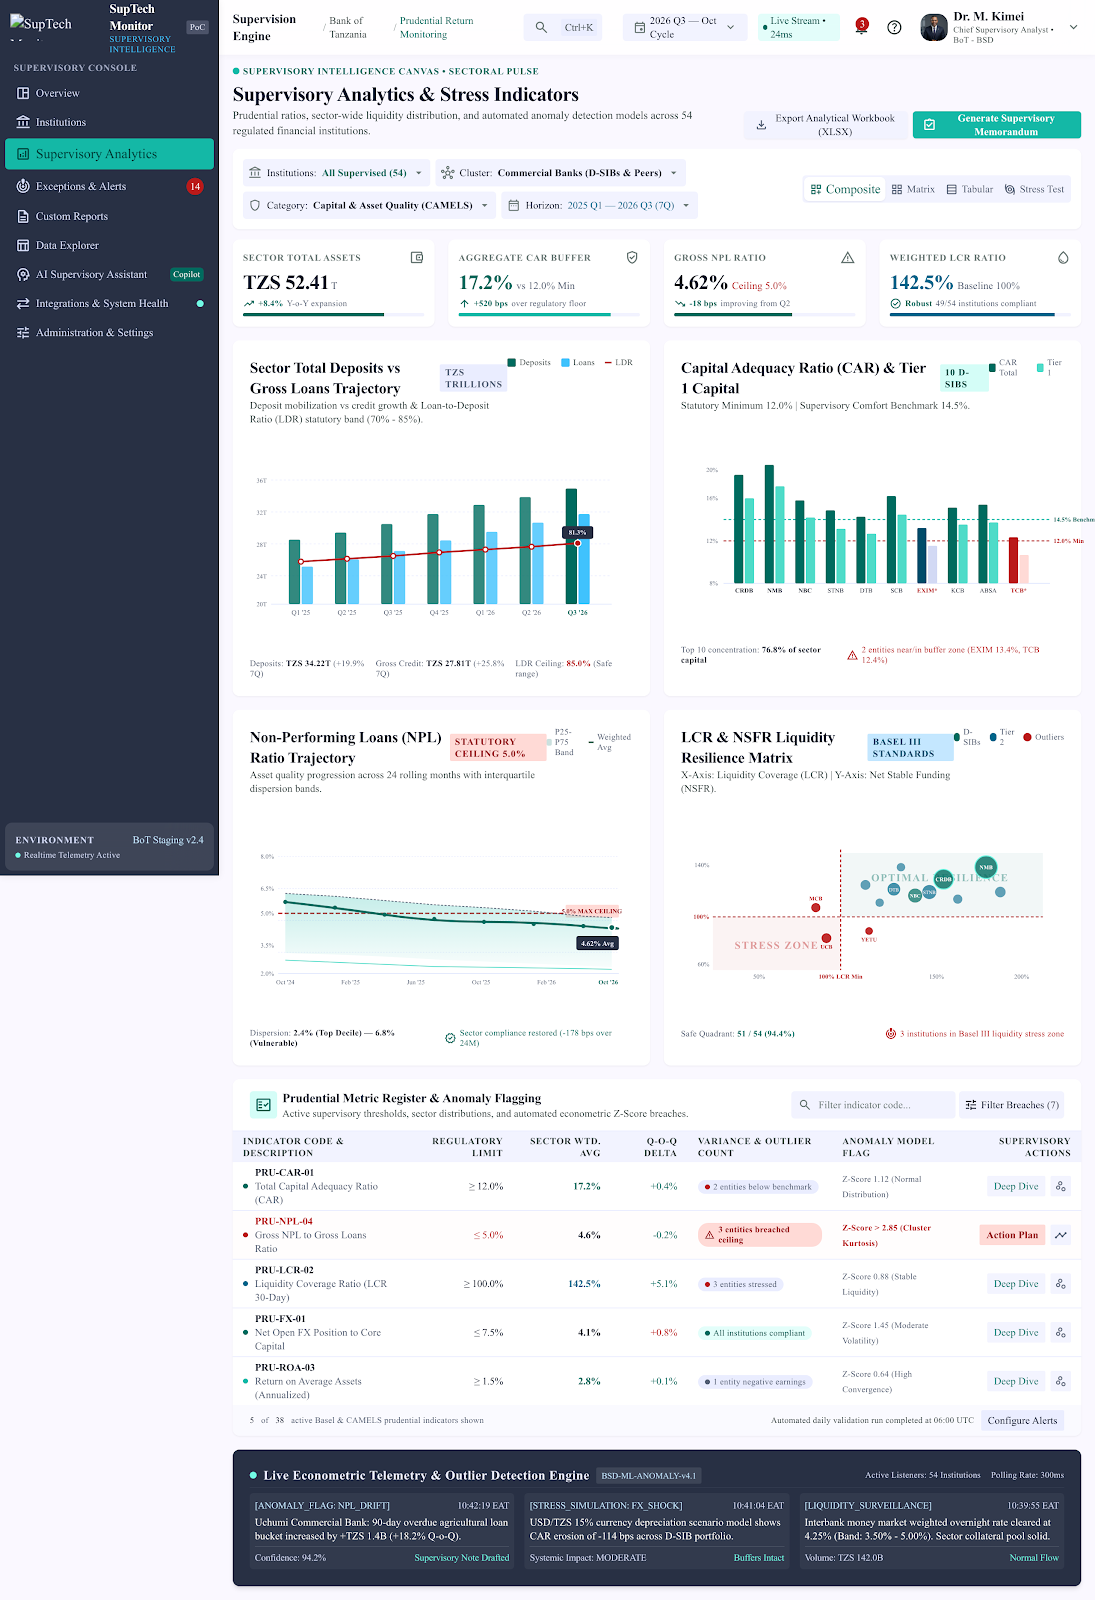 SupTech
SupTech Monitor
SUPERVISORY INTELLIGENCE
PoC
SUPERVISORY CONSOLE
Overview
Institutions
Supervisory Analytics
Exceptions & Alerts
14
Custom Reports
Data Explorer
AI Supervisory Assistant
Copilot
Integrations & System Health
Administration & Settings
ENVIRONMENT
BoT Staging v2.4
Realtime Telemetry Active
Supervision Engine
/ Bank of Tanzania
/ Prudential Return Monitoring
Ctrl+K
2026 Q3 — Oct Cycle
Live Stream • 24ms
3
Dr. M. Kimei
Chief Supervisory Analyst • BoT - BSD
SUPERVISORY INTELLIGENCE CANVAS • SECTORAL PULSE
Supervisory Analytics & Stress Indicators
Prudential ratios, sector-wide liquidity distribution, and automated anomaly detection models across 54
regulated financial institutions.
Export Analytical Workbook (XLSX)
Generate Supervisory Memorandum
Institutions: All Supervised (54)
Cluster: Commercial Banks (D-SIBs & Peers)
Category: Capital & Asset Quality (CAMELS)
Horizon: 2025 Q1 — 2026 Q3 (7Q)
Composite
Matrix
Tabular
Stress Test
SECTOR TOTAL ASSETS
TZS 52.41 T
+8.4% Y-o-Y expansion
AGGREGATE CAR BUFFER
17.2% vs 12.0% Min
+520 bps over regulatory floor
GROSS NPL RATIO
4.62% Ceiling 5.0%
-18 bps improving from Q2
WEIGHTED LCR RATIO
142.5% Baseline 100%
Robust 49/54 institutions compliant
Sector Total Deposits vs
Gross Loans Trajectory
TZS TRILLIONS
Deposits
Loans
LDR
Deposit mobilization vs credit growth & Loan-to-Deposit
Ratio (LDR) statutory band (70% - 85%).
36T
32T
28T
24T
20T
81.3%
Q1 '25
Q2 '25
Q3 '25
Q4 '25
Q1 '26
Q2 '26
Q3 '26
Deposits: TZS 34.22T (+19.9% 7Q)
Gross Credit: TZS 27.81T (+25.8% 7Q)
LDR Ceiling: 85.0% (Safe range)
Capital Adequacy Ratio (CAR) & Tier
1 Capital
10 D-SIBS
CAR Total
Tier 1
Statutory Minimum 12.0% | Supervisory Comfort Benchmark 14.5%.
20%
16%
12%
8%
14.5% Benchm
12.0% Min
CRDB
NMB
NBC
STNB
DTB
SCB
EXIM*
KCB
ABSA
TCB*
Top 10 concentration: 76.8% of sector capital
2 entities near/in buffer zone (EXIM 13.4%, TCB 12.4%)
Non-Performing Loans (NPL)
Ratio Trajectory
STATUTORY CEILING 5.0%
P25-P75 Band
Weighted Avg
Asset quality progression across 24 rolling months with interquartile
dispersion bands.
8.0%
6.5%
5.0%
3.5%
2.0%
5.0% MAX CEILING
4.62% Avg
Oct '24
Feb '25
Jun '25
Oct '25
Feb '26
Oct '26
Dispersion: 2.4% (Top Decile) — 6.8% (Vulnerable)
Sector compliance restored (-178 bps over 24M)
LCR & NSFR Liquidity
Resilience Matrix
BASEL III STANDARDS
D-SIBs
Tier 2
Outliers
X-Axis: Liquidity Coverage (LCR) | Y-Axis: Net Stable Funding
(NSFR).
140%
100%
60%
OPTIMAL RESILIENCE
NMB
CRDB
DTB
NBC
STNB
MCB
UCB
YETU
STRESS ZONE
50%
100% LCR Min
150%
200%
Safe Quadrant: 51 / 54 (94.4%)
3 institutions in Basel III liquidity stress zone
Prudential Metric Register & Anomaly Flagging
Active supervisory thresholds, sector distributions, and automated econometric Z-Score breaches.
Filter indicator code...
Filter Breaches (7)
INDICATOR CODE & DESCRIPTION
REGULATORY LIMIT
SECTOR WTD. AVG
Q-O-Q DELTA
VARIANCE & OUTLIER COUNT
ANOMALY MODEL FLAG
SUPERVISORY ACTIONS
PRU-CAR-01
Total Capital Adequacy Ratio (CAR)
≥ 12.0%
17.2%
+0.4%
2 entities below benchmark
Z-Score 1.12 (Normal Distribution)
Deep Dive
PRU-NPL-04
Gross NPL to Gross Loans Ratio
≤ 5.0%
4.6%
-0.2%
3 entities breached ceiling
Z-Score > 2.85 (Cluster Kurtosis)
Action Plan
PRU-LCR-02
Liquidity Coverage Ratio (LCR 30-Day)
≥ 100.0%
142.5%
+5.1%
3 entities stressed
Z-Score 0.88 (Stable Liquidity)
Deep Dive
PRU-FX-01
Net Open FX Position to Core Capital
≤ 7.5%
4.1%
+0.8%
All institutions compliant
Z-Score 1.45 (Moderate Volatility)
Deep Dive
PRU-ROA-03
Return on Average Assets (Annualized)
≥ 1.5%
2.8%
+0.1%
1 entity negative earnings
Z-Score 0.64 (High Convergence)
Deep Dive
5 of 38 active Basel & CAMELS prudential indicators shown
Automated daily validation run completed at 06:00 UTC
Configure Alerts
Live Econometric Telemetry & Outlier Detection Engine
BSD-ML-ANOMALY-v4.1
Active Listeners: 54 Institutions
Polling Rate: 300ms
[ANOMALY_FLAG: NPL_DRIFT]
10:42:19 EAT
Uchumi Commercial Bank: 90-day overdue agricultural loan
bucket increased by +TZS 1.4B (+18.2% Q-o-Q).
Confidence: 94.2%
Supervisory Note Drafted
[STRESS_SIMULATION: FX_SHOCK]
10:41:04 EAT
USD/TZS 15% currency depreciation scenario model shows
CAR erosion of -114 bps across D-SIB portfolio.
Systemic Impact: MODERATE
Buffers Intact
[LIQUIDITY_SURVEILLANCE]
10:39:55 EAT
Interbank money market weighted overnight rate cleared at
4.25% (Band: 3.50% - 5.00%). Sector collateral pool solid.
Volume: TZS 142.0B
Normal Flow